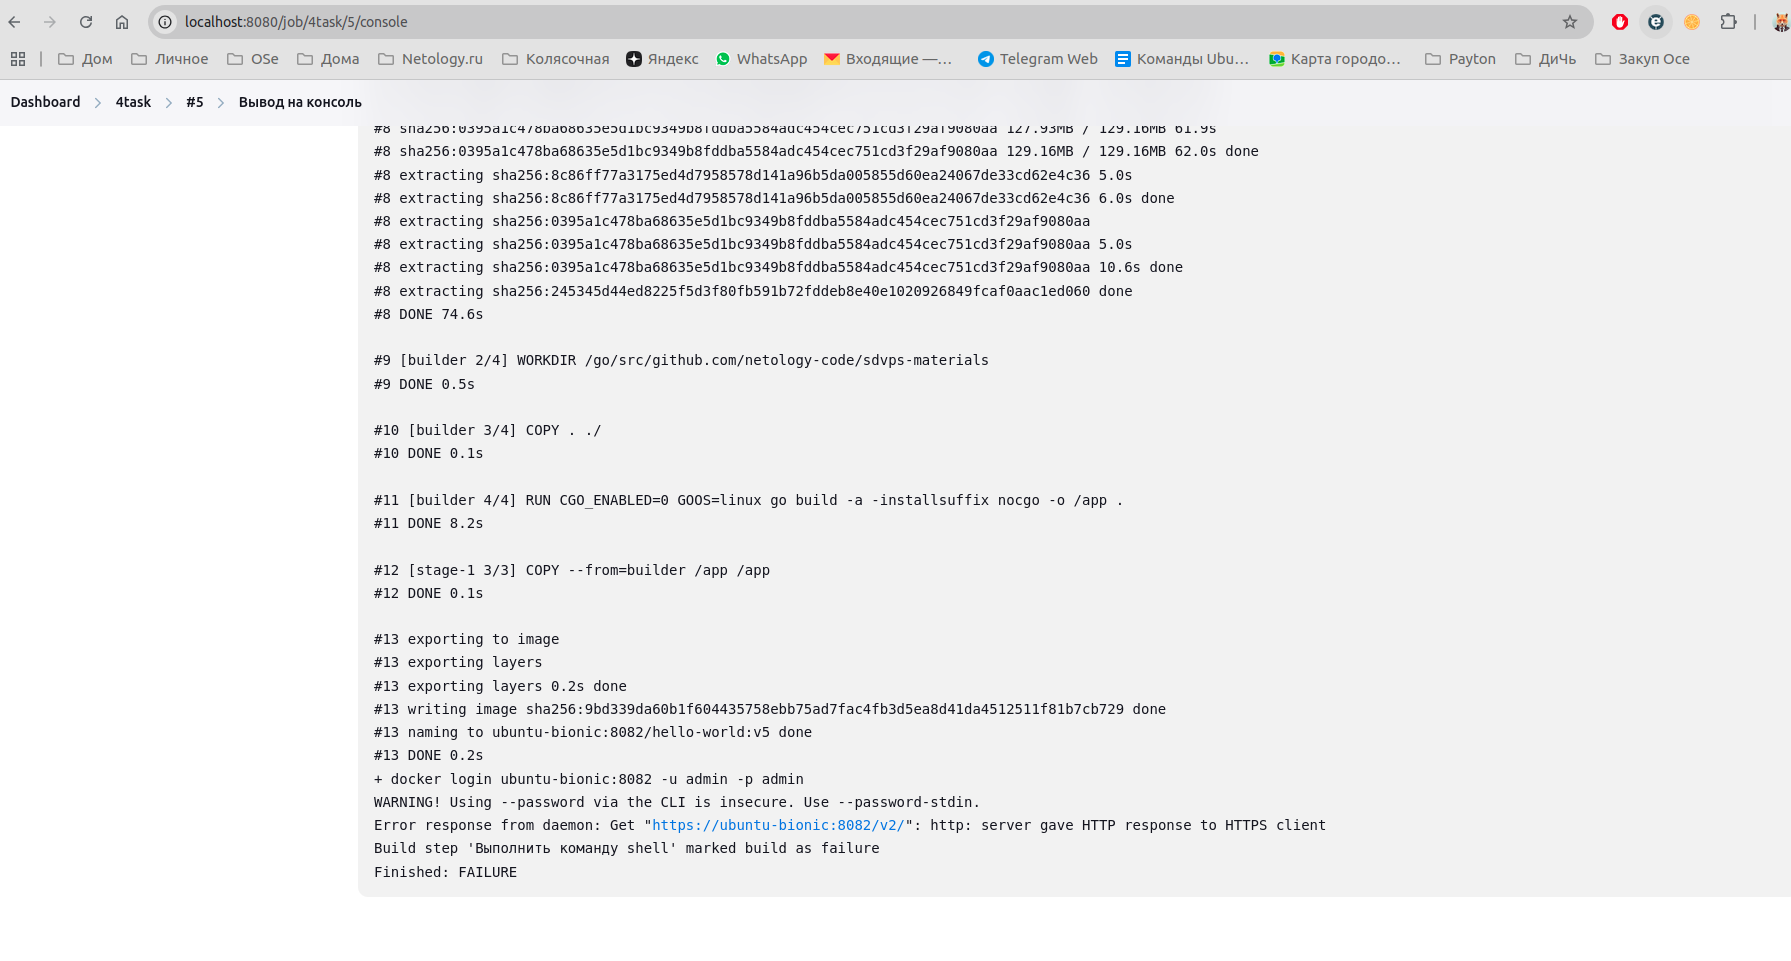 localhost:8080/job/4task/5/console
Дом Личное OSe Дома Netology.ru Колясочная Яндекс WhatsApp Входящие —... Telegram Web Команды Ubu... Карта городо... Payton ДиЧь Закуп Осе
Dashboard 4task #5 Вывод на консоль
#8 sha256:0395a1c478ba68635e5d1bc9349b8fddba5584adc454cec751cd3f29af9080aa 127.93MB / 129.16MB 61.9s
#8 sha256:0395a1c478ba68635e5d1bc9349b8fddba5584adc454cec751cd3f29af9080aa 129.16MB / 129.16MB 62.0s done
#8 extracting sha256:8c86ff77a3175ed4d7958578d141a96b5da005855d60ea24067de33cd62e4c36 5.0s
#8 extracting sha256:8c86ff77a3175ed4d7958578d141a96b5da005855d60ea24067de33cd62e4c36 6.0s done
#8 extracting sha256:0395a1c478ba68635e5d1bc9349b8fddba5584adc454cec751cd3f29af9080aa
#8 extracting sha256:0395a1c478ba68635e5d1bc9349b8fddba5584adc454cec751cd3f29af9080aa 5.0s
#8 extracting sha256:0395a1c478ba68635e5d1bc9349b8fddba5584adc454cec751cd3f29af9080aa 10.6s done
#8 extracting sha256:245345d44ed8225f5d3f80fb591b72fddeb8e40e1020926849fcaf0aac1ed060 done
#8 DONE 74.6s
#9 [builder 2/4] WORKDIR /go/src/github.com/netology-code/sdvps-materials
#9 DONE 0.5s
#10 [builder 3/4] COPY . ./
#10 DONE 0.1s
#11 [builder 4/4] RUN CGO_ENABLED=0 GOOS=linux go build -a -installsuffix nocgo -o /app .
#11 DONE 8.2s
#12 [stage-1 3/3] COPY --from=builder /app /app
#12 DONE 0.1s
#13 exporting to image
#13 exporting layers
#13 exporting layers 0.2s done
#13 writing image sha256:9bd339da60b1f604435758ebb75ad7fac4fb3d5ea8d41da4512511f81b7cb729 done
#13 naming to ubuntu-bionic:8082/hello-world:v5 done
#13 DONE 0.2s
+ docker login ubuntu-bionic:8082 -u admin -p admin
WARNING! Using --password via the CLI is insecure. Use --password-stdin.
Error response from daemon: Get "https://ubuntu-bionic:8082/v2/": http: server gave HTTP response to HTTPS client
Build step 'Выполнить команду shell' marked build as failure
Finished: FAILURE